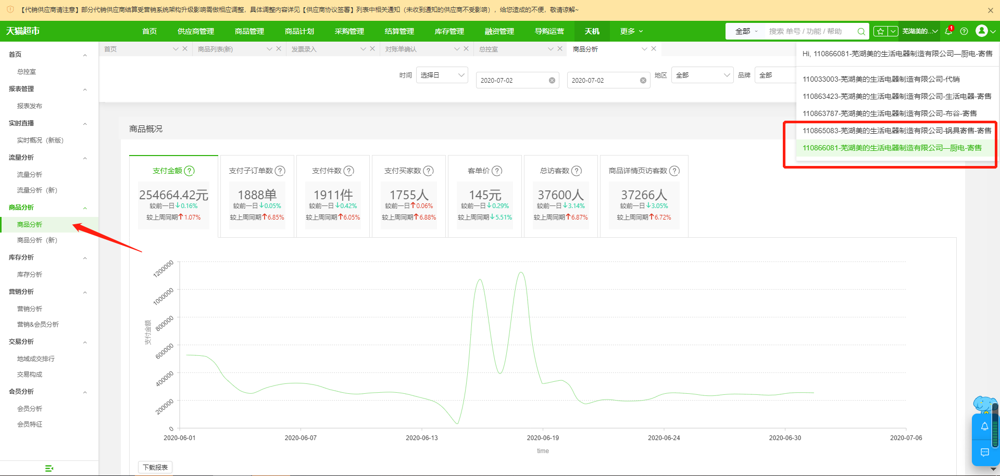 【代销供应商请注意】部分代销供应商结算受营销系统架构升级影响需做相应调整，具体调整内容详见【供应商协议签署】列表中相关通知（未收到通知的供应商不受影响），给您造成的不便，敬请谅解~
天猫超市 首页 供应商管理 商品管理 商品计划 采购管理 结算管理 库存管理 融资管理 导购运营 天机 更多 全部 搜索 单号 / 功能 / 帮助 芜湖美的... 1
首页 商品列表(新) 发票录入 对账单确认 总控室 商品分析
首页
总控室
报表管理
报表发布
实时直播
实时概况（新版）
流量分析
流量分析
流量分析（新）
商品分析
商品分析
商品分析（新）
库存分析
库存分析
营销分析
营销分析
营销&会员分析
交易分析
地域成交排行
交易构成
会员分析
会员分析
会员特征
时间 选择日 2020-07-02 2020-07-02 地区 全部 品牌 全部
Hi, 110866081-芜湖美的生活电器制造有限公司—厨电-寄售
110033003-芜湖美的生活电器制造有限公司-代销
110863423-芜湖美的生活电器制造有限公司-生活电器-寄售
110863787-芜湖美的生活电器制造有限公司-布谷-寄售
110865083-芜湖美的生活电器制造有限公司-锅具寄售-寄售
110866081-芜湖美的生活电器制造有限公司—厨电-寄售
商品概况
支付金额 ?
254664.42元
较前一日↓0.16%
较上周同期↑1.07%
支付子订单数 ?
1888单
较前一日↓0.05%
较上周同期↑6.85%
支付件数 ?
1911件
较前一日↓0.42%
较上周同期↑6.05%
支付买家数 ?
1755人
较前一日↑0.06%
较上周同期↑6.88%
客单价 ?
145元
较前一日↓0.29%
较上周同期↓5.51%
总访客数 ?
37600人
较前一日↓3.14%
较上周同期↑6.87%
商品详情页访客数 ?
37266人
较前一日↓3.05%
较上周同期↑6.72%
支付金额
1200000
1000000
800000
600000
400000
200000
0
2020-06-01 2020-06-07 2020-06-13 2020-06-19 2020-06-24 2020-06-30 2020-07-06
time
下载报表